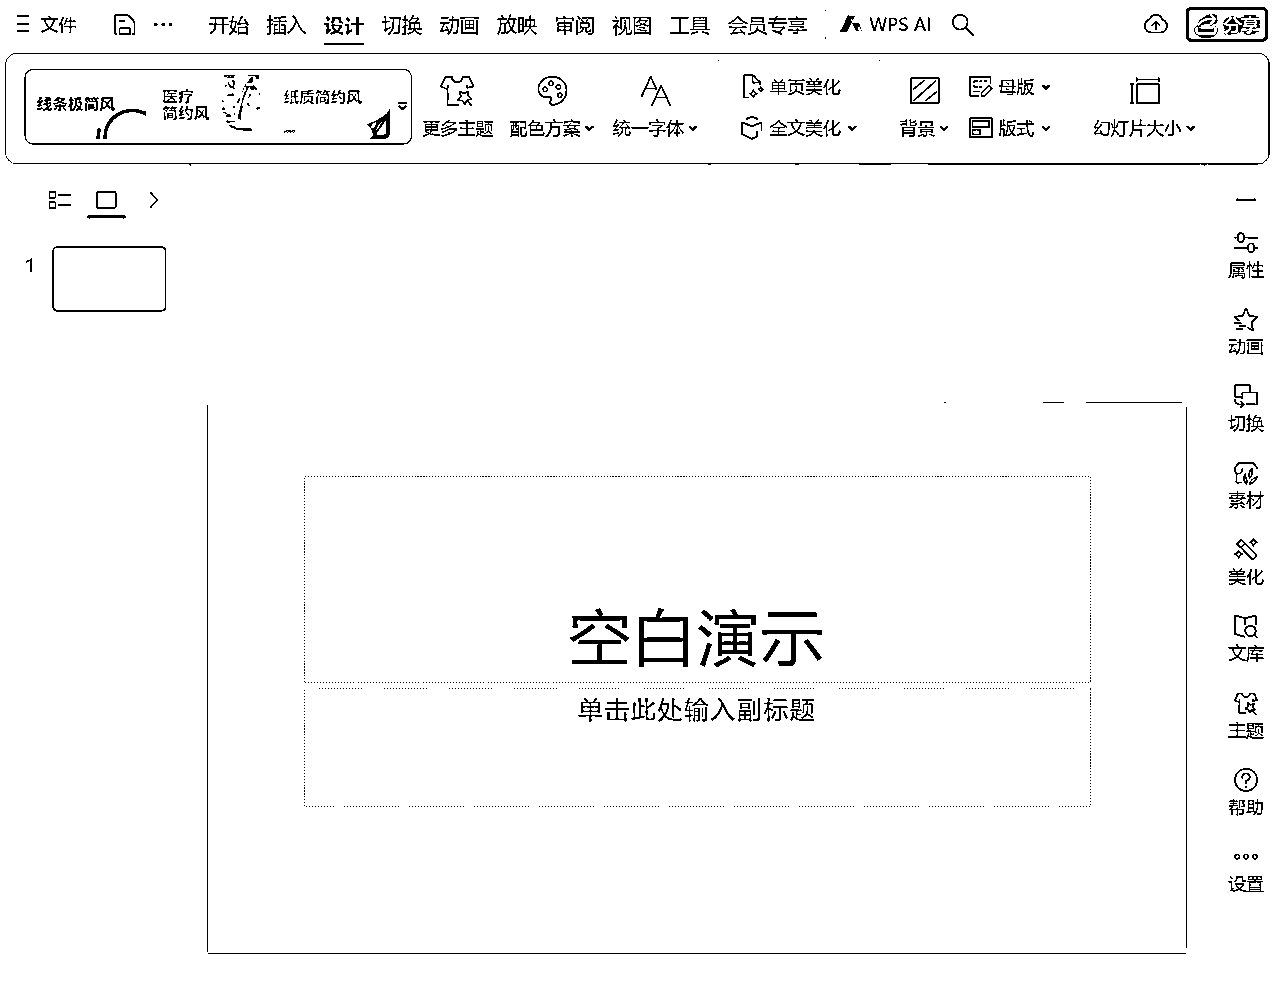 文件 开始 插入 设计 切换 动画 放映 审阅 视图 工具 会员专享 WPS AI 分享
线条极简风 医疗 简约风 纸质简约风
更多主题 配色方案 统一字体 单页美化 全文美化 背景 母版 版式 幻灯片大小
1
空白演示
单击此处输入副标题
属性
动画
切换
素材
美化
文库
主题
帮助
设置